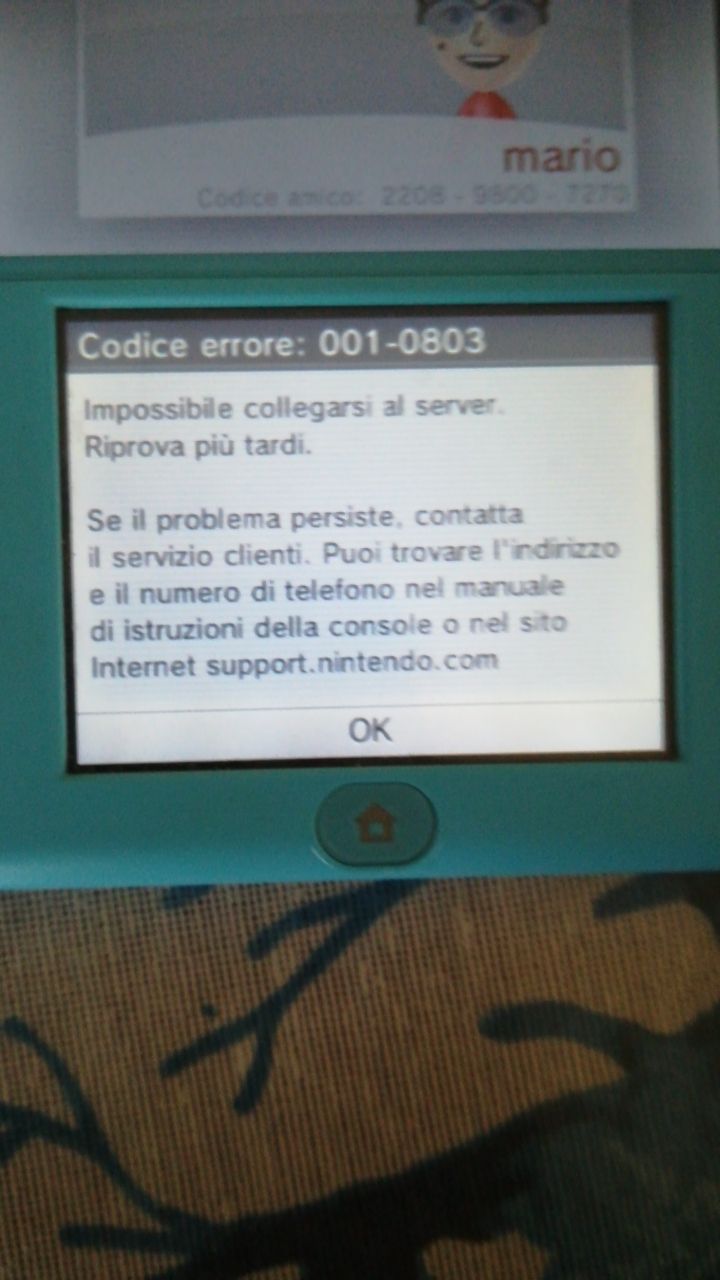 mario
Codice amico: 2208 - 9800 - 7270
Codice errore: 001-0803
Impossibile collegarsi al server.
Riprova più tardi.
Se il problema persiste, contatta
il servizio clienti. Puoi trovare l'indirizzo
e il numero di telefono nel manuale
di istruzioni della console o nel sito
Internet support.nintendo.com
OK